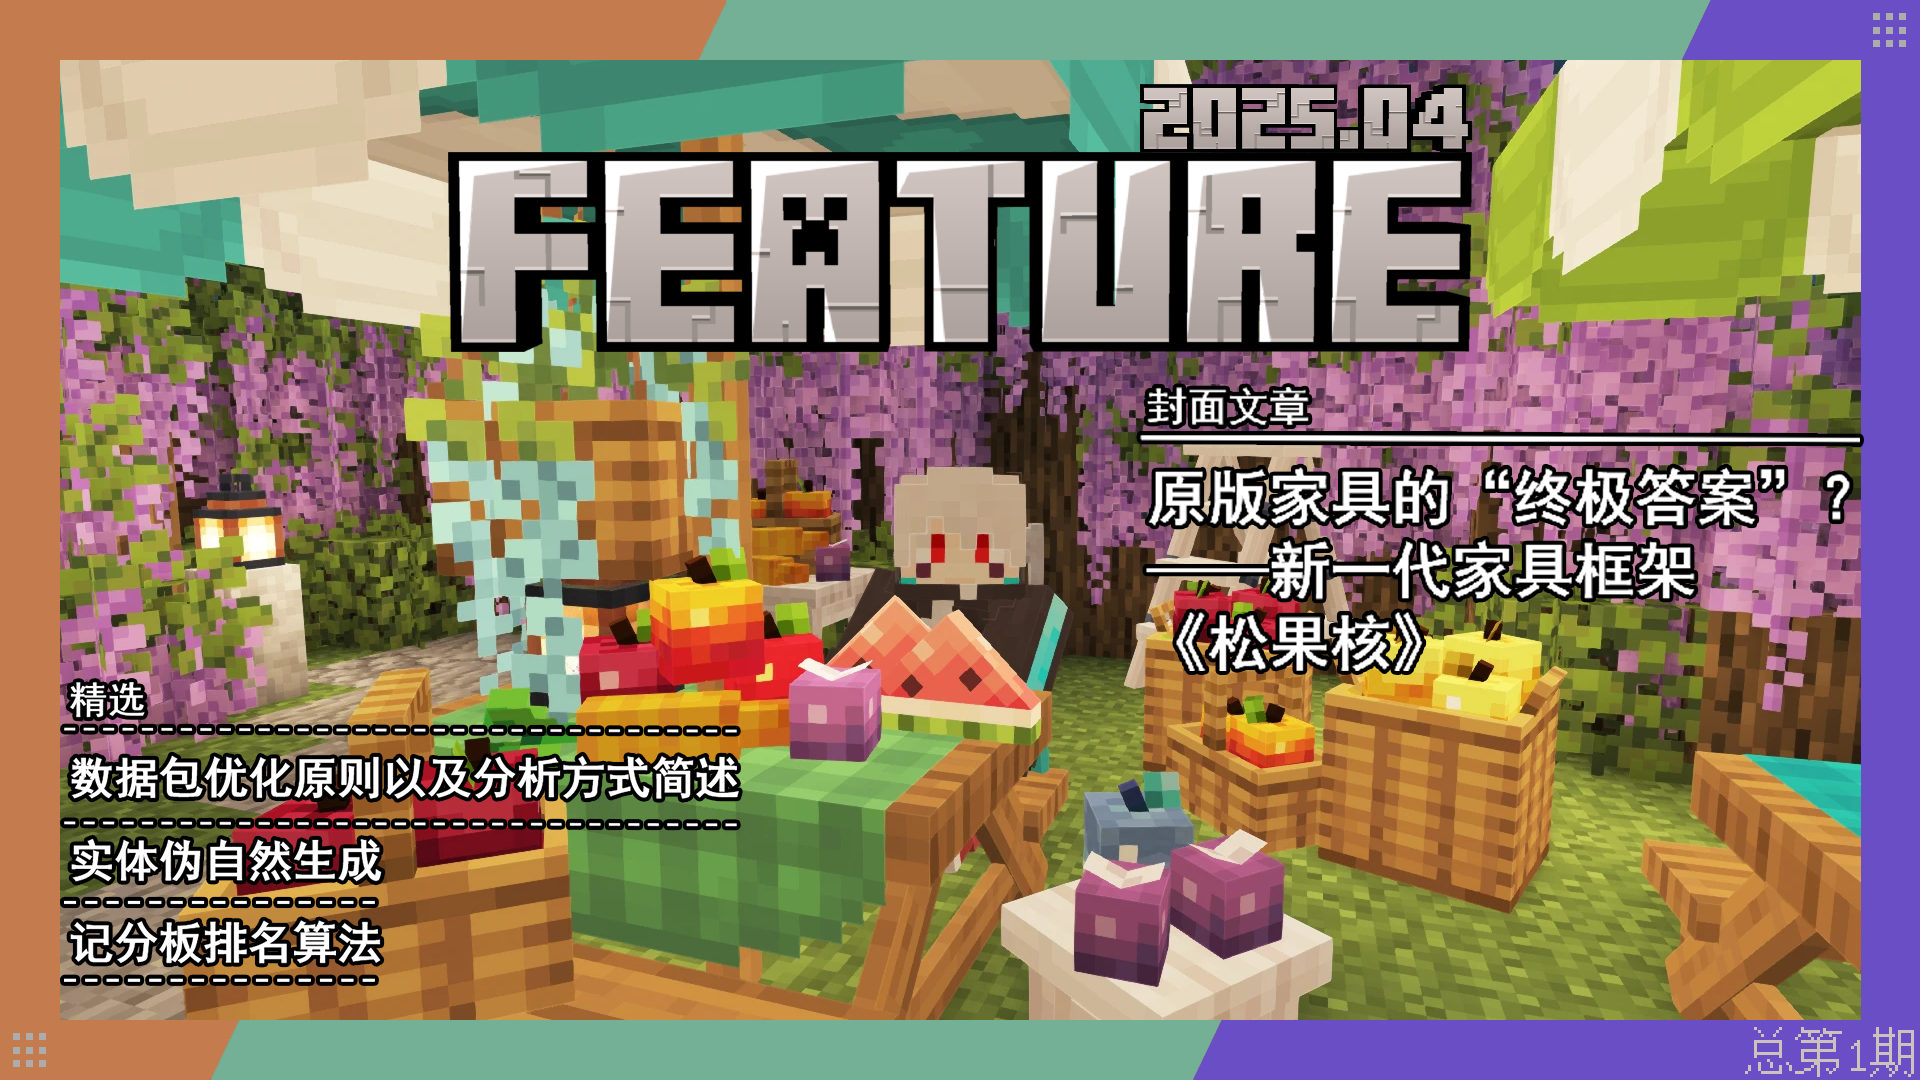 2025.04
FEATURE
封面文章
原版家具的“终极答案”?
——新一代家具框架
《松果核》
精选
数据包优化原则以及分析方式简述
实体伪自然生成
记分板排名算法
总第1期